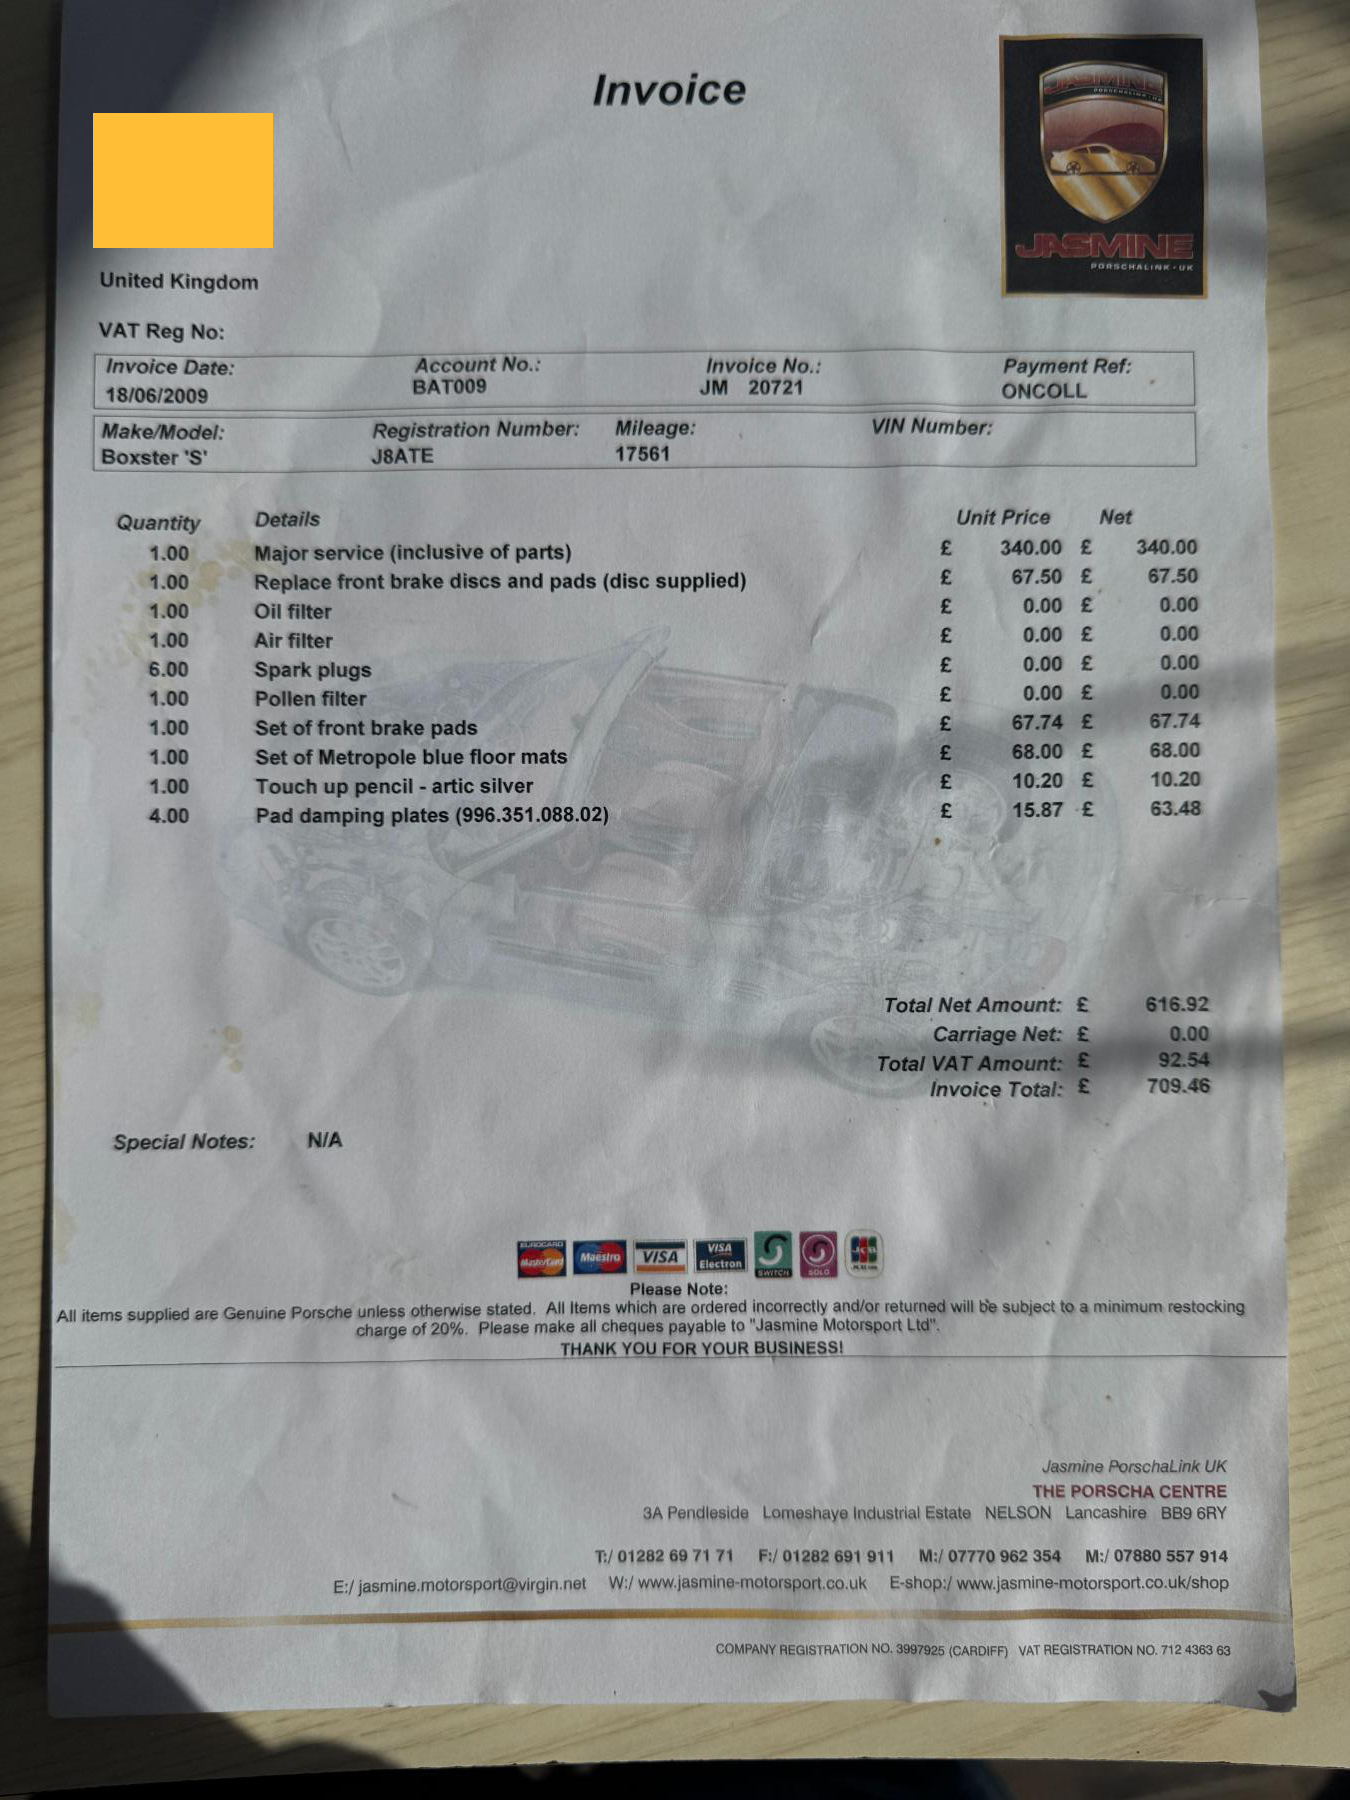 Invoice
JASMINE
PORSCHALINK-UK
JASMINE
PORSCHALINK - UK
United Kingdom
VAT Reg No:
Invoice Date: Account No.: Invoice No.: Payment Ref:
18/06/2009 BAT009 JM 20721 ONCOLL
Make/Model: Registration Number: Mileage: VIN Number:
Boxster 'S' J8ATE 17561
Quantity Details Unit Price Net
1.00 Major service (inclusive of parts) £ 340.00 £ 340.00
1.00 Replace front brake discs and pads (disc supplied) £ 67.50 £ 67.50
1.00 Oil filter £ 0.00 £ 0.00
1.00 Air filter £ 0.00 £ 0.00
6.00 Spark plugs £ 0.00 £ 0.00
1.00 Pollen filter £ 0.00 £ 0.00
1.00 Set of front brake pads £ 67.74 £ 67.74
1.00 Set of Metropole blue floor mats £ 68.00 £ 68.00
1.00 Touch up pencil - artic silver £ 10.20 £ 10.20
4.00 Pad damping plates (996.351.088.02) £ 15.87 £ 63.48
Total Net Amount: £ 616.92
Carriage Net: £ 0.00
Total VAT Amount: £ 92.54
Invoice Total: £ 709.46
Special Notes: N/A
EUROCARD MasterCard Maestro VISA VISA Electron SWITCH SOLO JCB
Please Note:
All items supplied are Genuine Porsche unless otherwise stated. All Items which are ordered incorrectly and/or returned will be subject to a minimum restocking
charge of 20%. Please make all cheques payable to "Jasmine Motorsport Ltd".
THANK YOU FOR YOUR BUSINESS!
Jasmine PorschaLink UK
THE PORSCHA CENTRE
3A Pendleside Lomeshaye Industrial Estate NELSON Lancashire BB9 6RY
T:/ 01282 69 71 71 F:/ 01282 691 911 M:/ 07770 962 354 M:/ 07880 557 914
E:/ jasmine.motorsport@virgin.net W:/ www.jasmine-motorsport.co.uk E-shop:/ www.jasmine-motorsport.co.uk/shop
COMPANY REGISTRATION NO. 3997925 (CARDIFF) VAT REGISTRATION NO. 712 4363 63